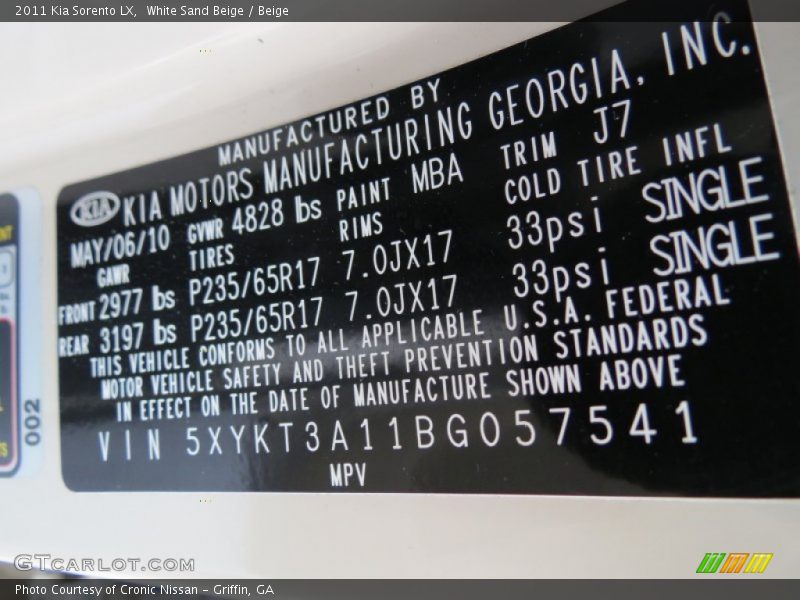 2011 Kia Sorento LX, White Sand Beige / Beige
MANUFACTURED BY
KIA KIA MOTORS MANUFACTURING GEORGIA, INC.
MAY/06/10 GVWR 4828 lbs PAINT MBA TRIM J7
GAWR TIRES RIMS COLD TIRE INFL
FRONT 2977 lbs P235/65R17 7.0JX17 33psi SINGLE
REAR 3197 lbs P235/65R17 7.0JX17 33psi SINGLE
THIS VEHICLE CONFORMS TO ALL APPLICABLE U.S.A. FEDERAL
MOTOR VEHICLE SAFETY AND THEFT PREVENTION STANDARDS
IN EFFECT ON THE DATE OF MANUFACTURE SHOWN ABOVE
VIN 5XYKT3A11BG057541
MPV
002
GTCARLOT.COM
Photo Courtesy of Cronic Nissan - Griffin, GA